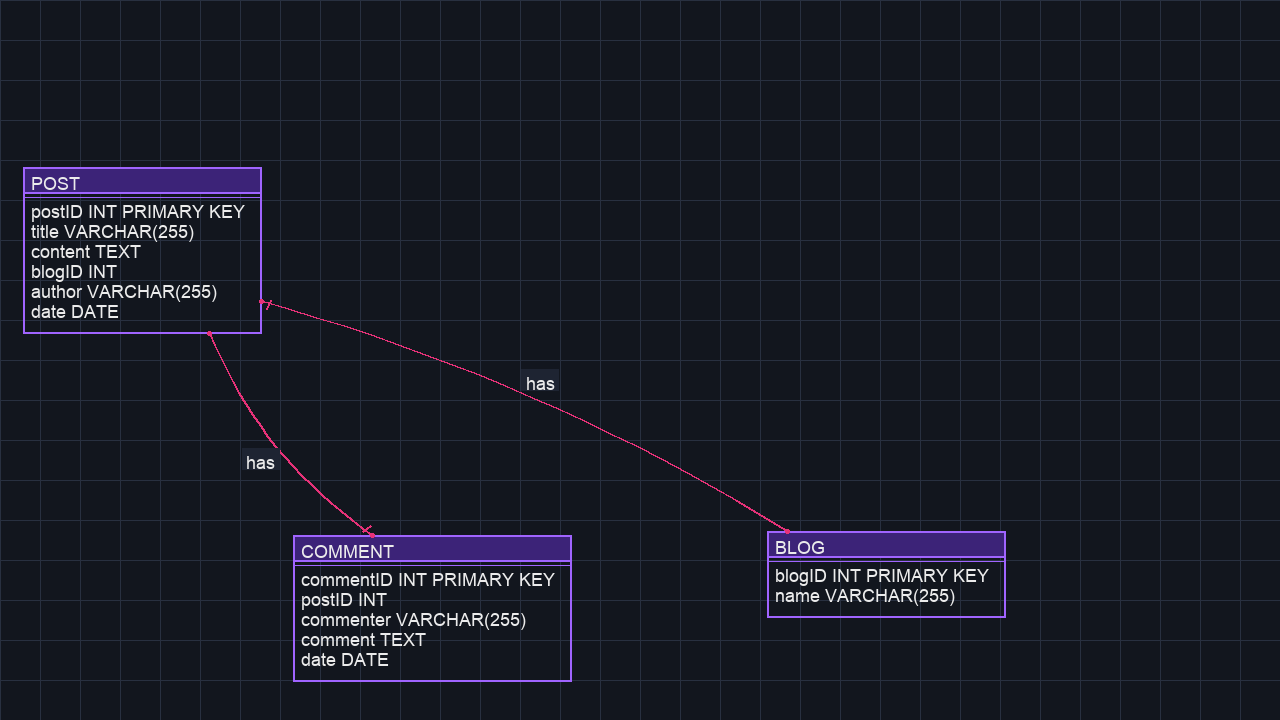 POST
postID INT PRIMARY KEY
title VARCHAR(255)
content TEXT
blogID INT
author VARCHAR(255)
date DATE
has
has
COMMENT
commentID INT PRIMARY KEY
postID INT
commenter VARCHAR(255)
comment TEXT
date DATE
BLOG
blogID INT PRIMARY KEY
name VARCHAR(255)